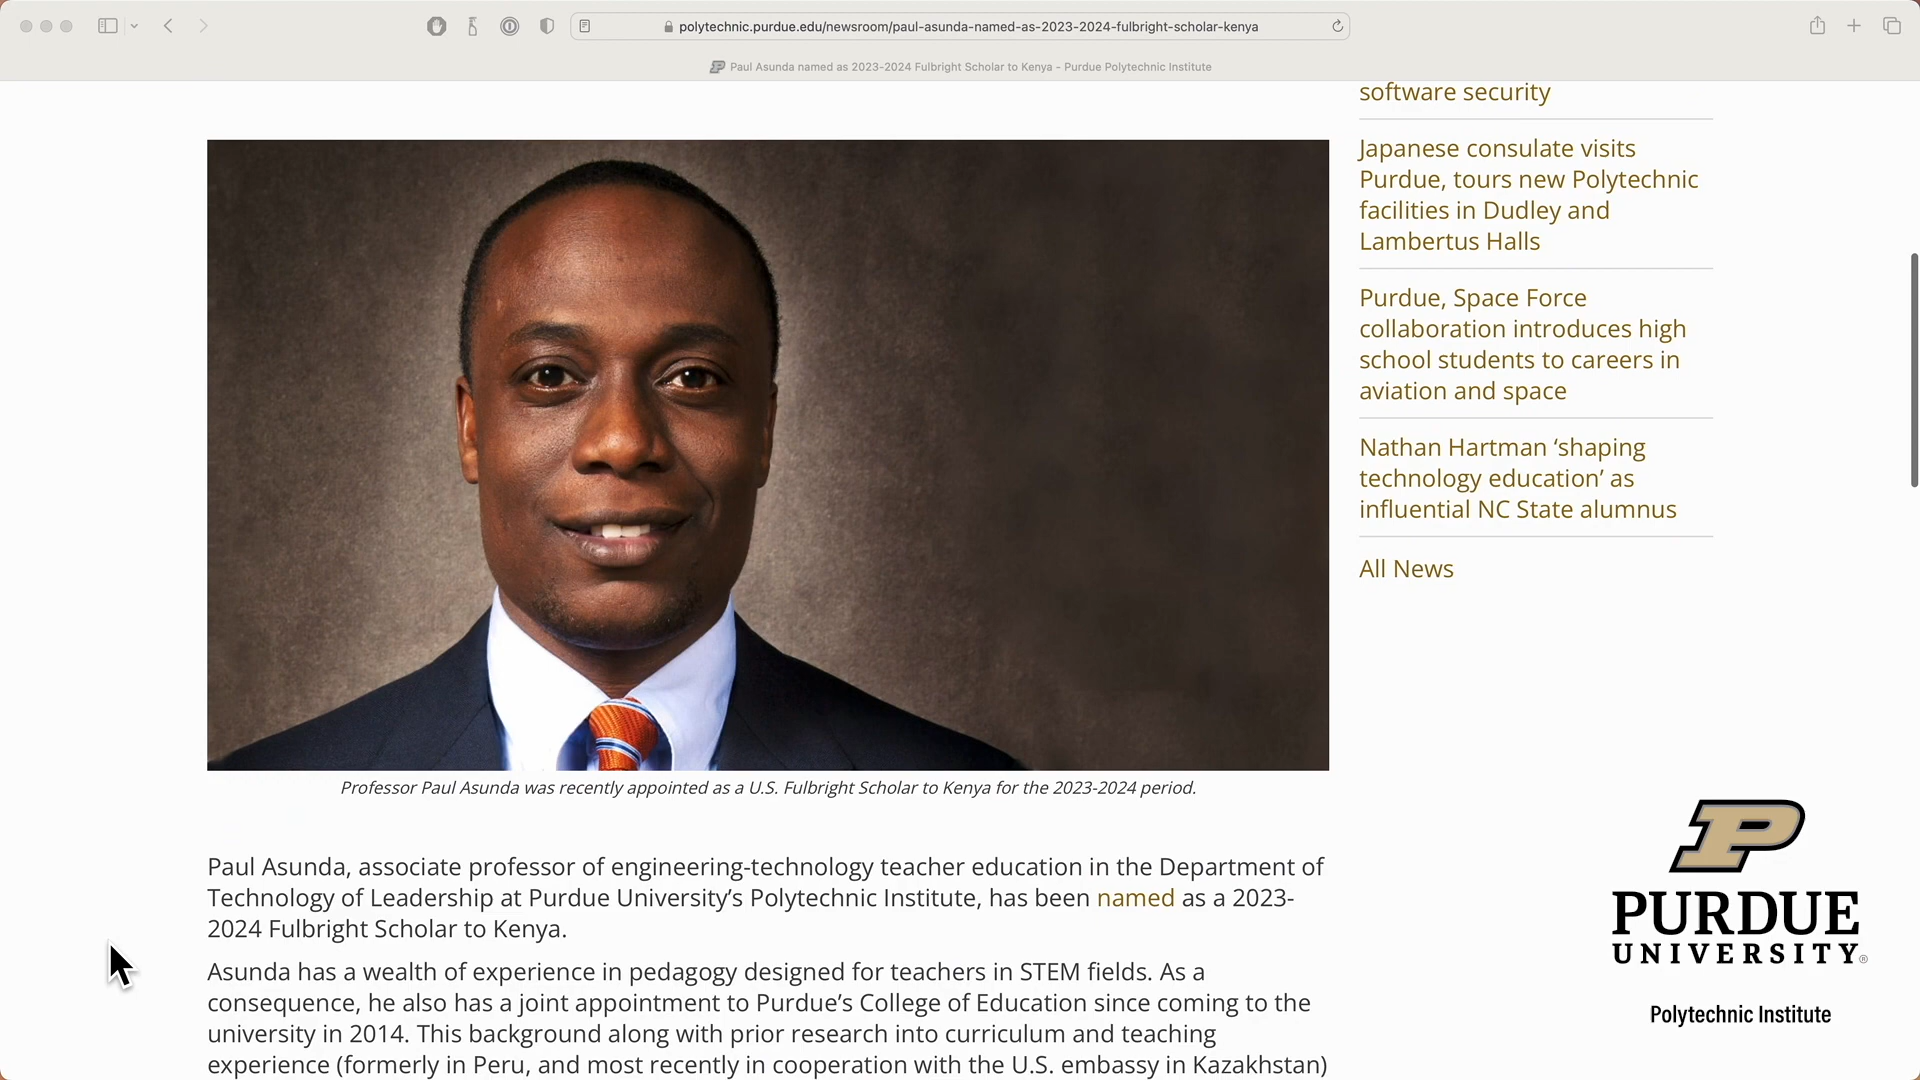 polytechnic.purdue.edu/newsroom/paul-asunda-named-as-2023-2024-fulbright-scholar-kenya
Paul Asunda named as 2023-2024 Fulbright Scholar to Kenya - Purdue Polytechnic Institute
software security
Japanese consulate visits
Purdue, tours new Polytechnic
facilities in Dudley and
Lambertus Halls
Purdue, Space Force
collaboration introduces high
school students to careers in
aviation and space
Nathan Hartman ‘shaping
technology education’ as
influential NC State alumnus
All News
Professor Paul Asunda was recently appointed as a U.S. Fulbright Scholar to Kenya for the 2023-2024 period.
Paul Asunda, associate professor of engineering-technology teacher education in the Department of
Technology of Leadership at Purdue University’s Polytechnic Institute, has been named as a 2023-
2024 Fulbright Scholar to Kenya.
Asunda has a wealth of experience in pedagogy designed for teachers in STEM fields. As a
consequence, he also has a joint appointment to Purdue’s College of Education since coming to the
university in 2014. This background along with prior research into curriculum and teaching
experience (formerly in Peru, and most recently in cooperation with the U.S. embassy in Kazakhstan)
P
PURDUE
UNIVERSITY®
Polytechnic Institute